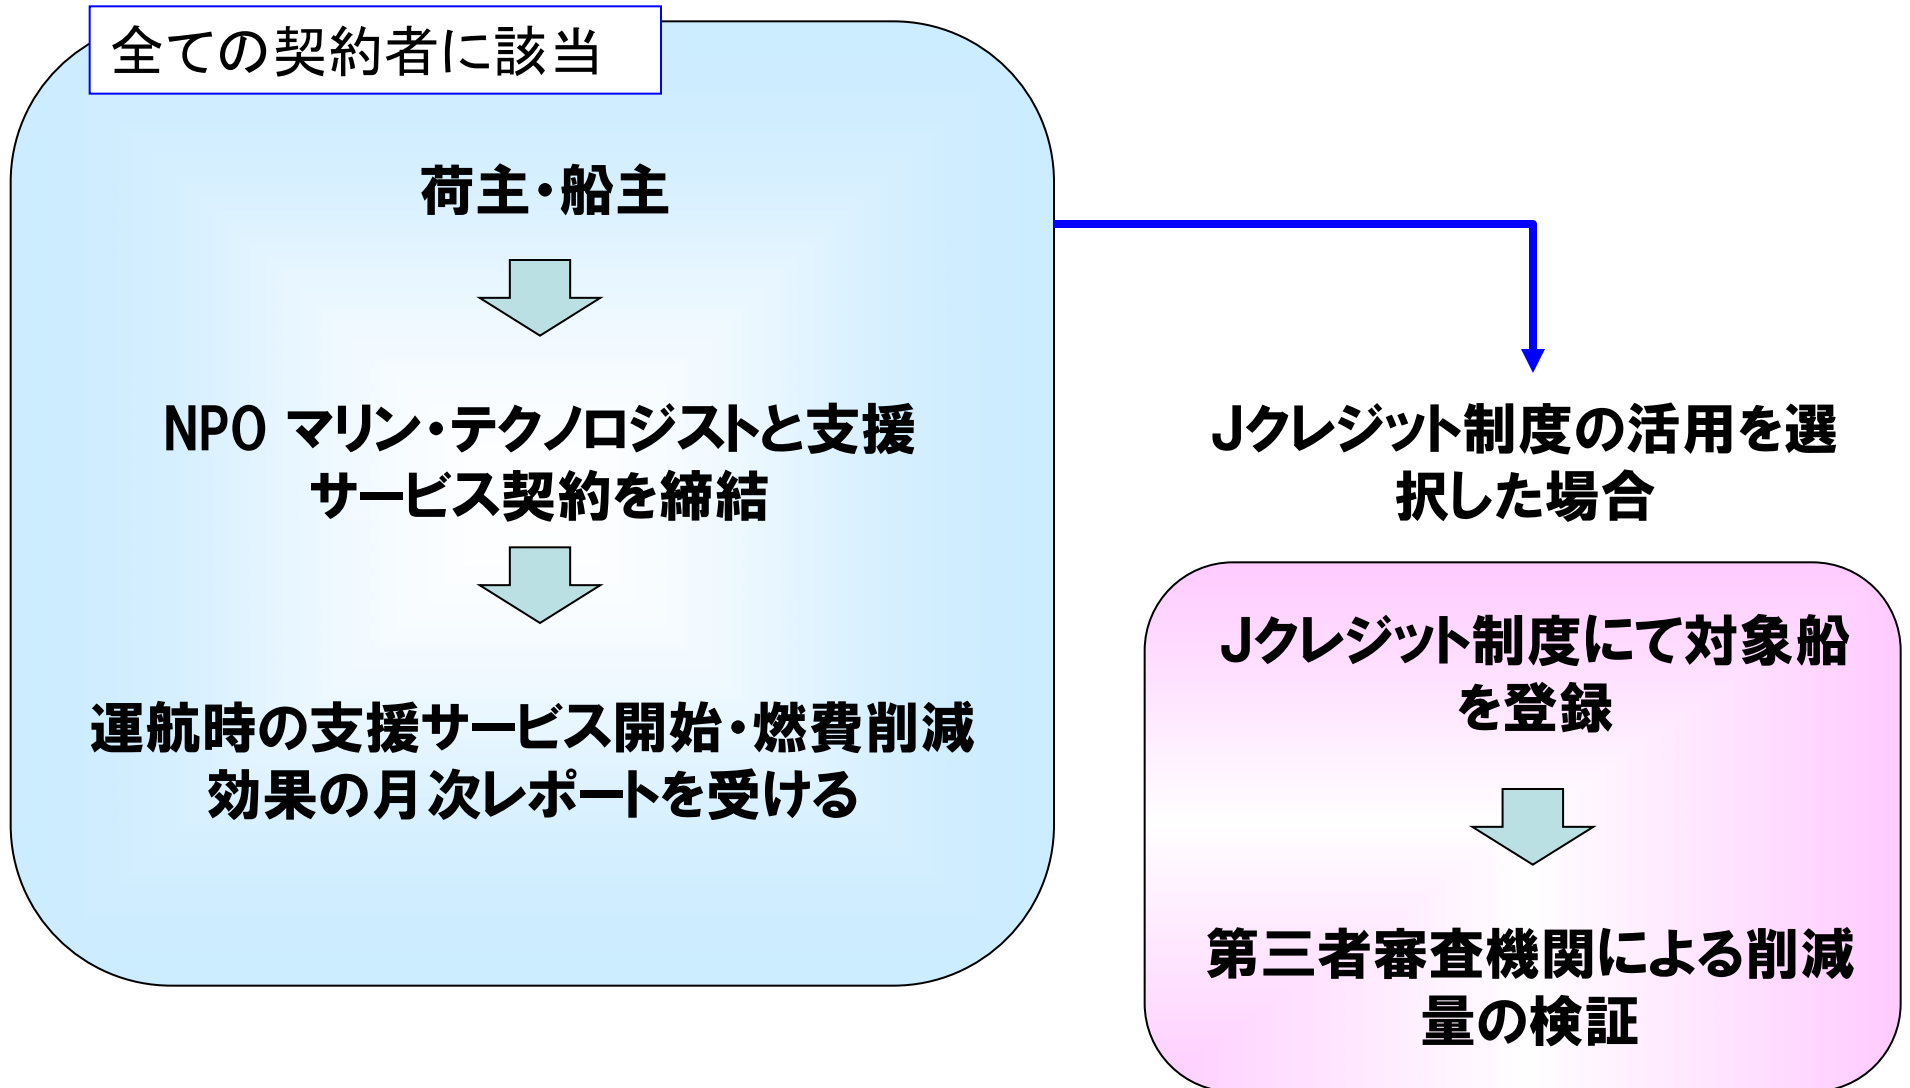 全ての契約者に該当
荷主・船主
NPO マリン・テクノロジストと支援
サービス契約を締結
運航時の支援サービス開始・燃費削減
効果の月次レポートを受ける
Jクレジット制度の活用を選
択した場合
Jクレジット制度にて対象船
を登録
第三者審査機関による削減
量の検証